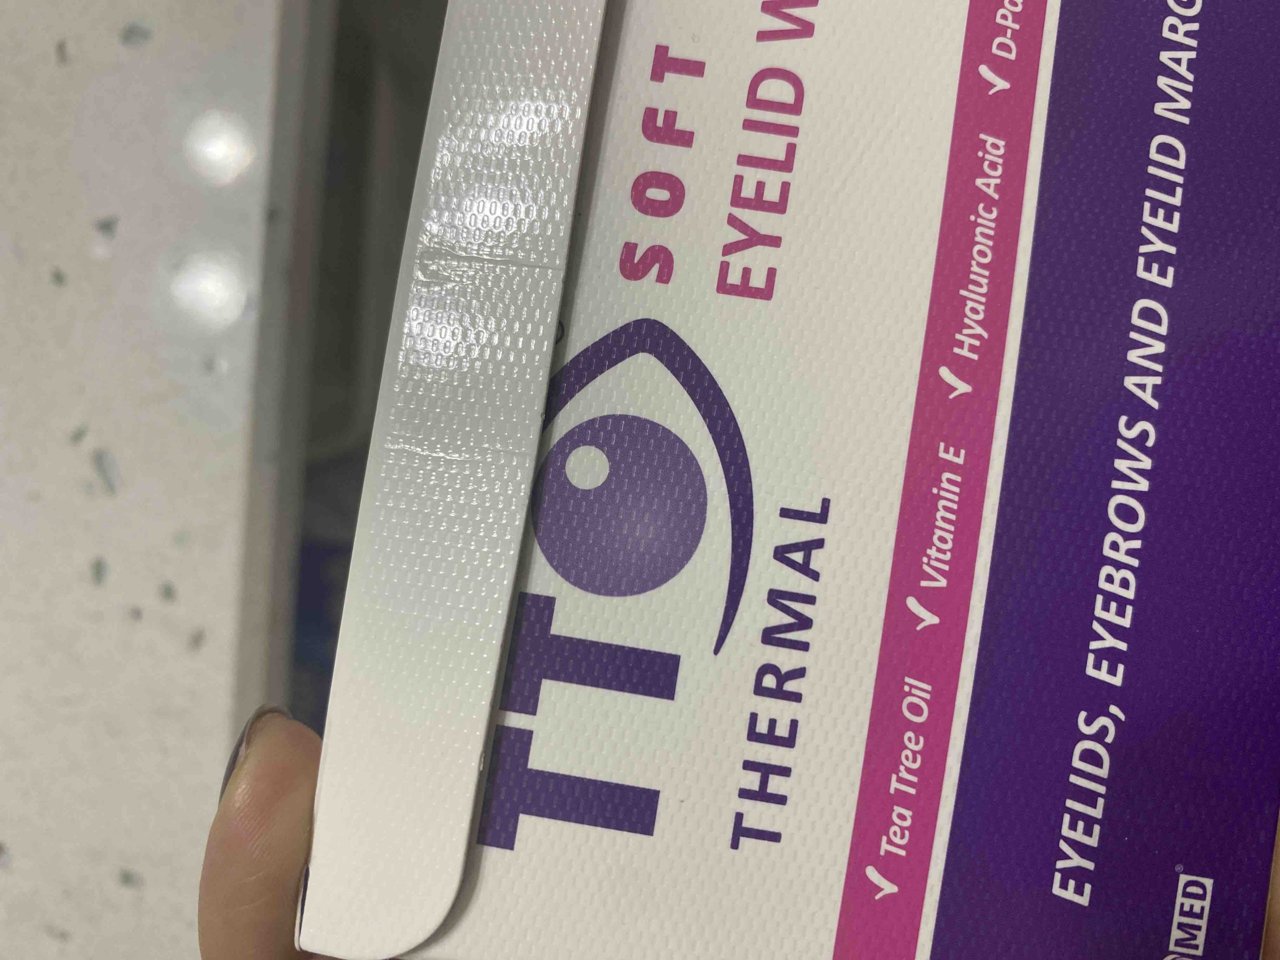 TTO
THERMAL
SOFT
EYELID
✓ Tea Tree Oil ✓ Vitamin E ✓ Hyaluronic Acid ✓
EYELIDS, EYEBROWS AND EYELID
MED®